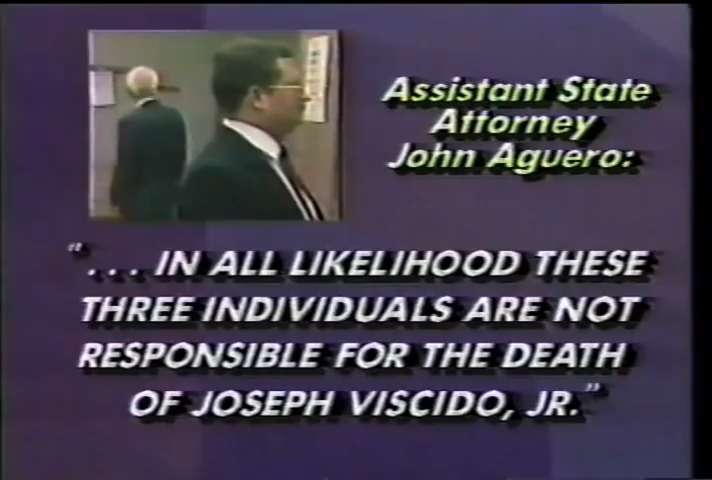 Assistant State
Attorney
John Aguero:
". . . IN ALL LIKELIHOOD THESE
THREE INDIVIDUALS ARE NOT
RESPONSIBLE FOR THE DEATH
OF JOSEPH VISCIDO, JR."